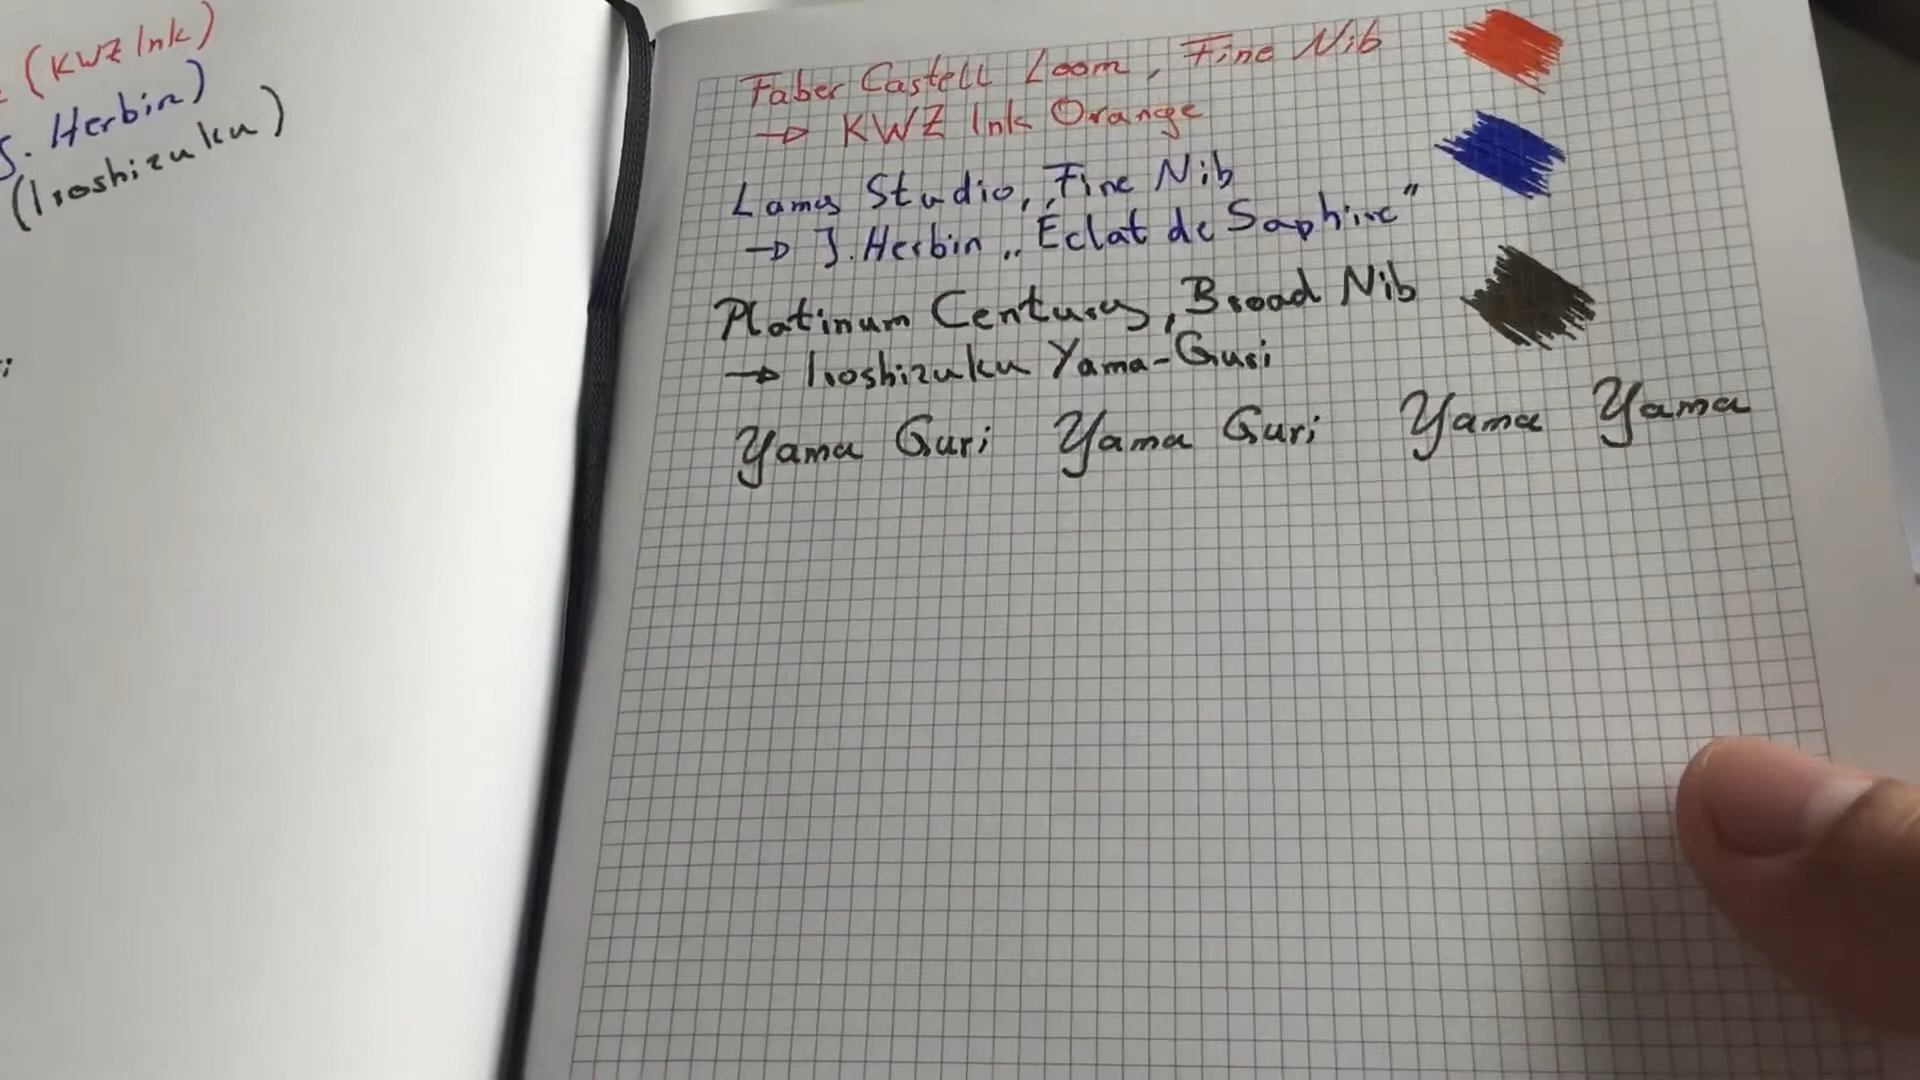 (KWZ Ink)
J. Herbin)
(Iroshizuku)
Faber Castell Loom, Fine Nib
→ KWZ Ink Orange
Lamy Studio, Fine Nib
→ J. Herbin „Éclat de Saphire"
Platinum Century, Broad Nib
→ Iroshizuku Yama-Guri
Yama Guri Yama Guri Yama Yama